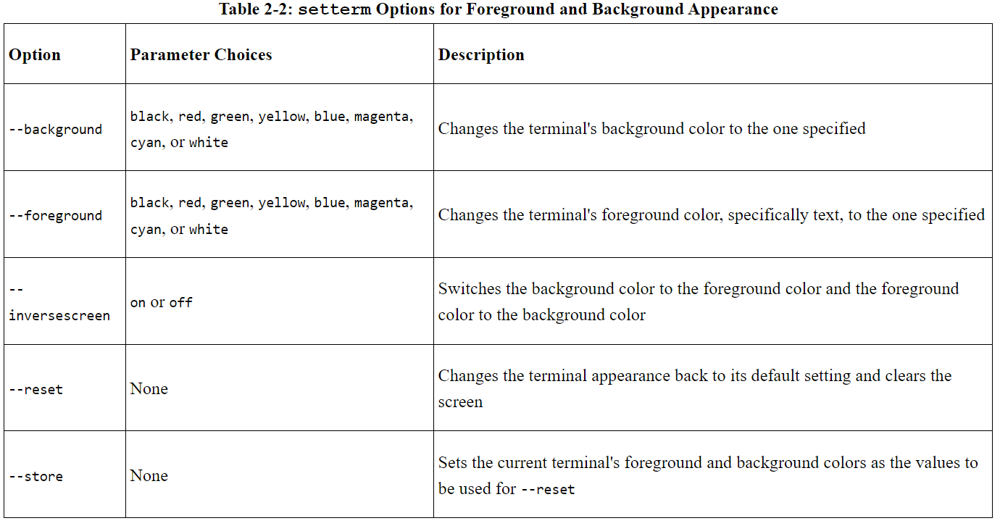 Table 2-2: setterm Options for Foreground and Background Appearance
Option Parameter Choices Description
--background
black, red, green, yellow, blue, magenta,
cyan, or white
Changes the terminal's background color to the one specified
--foreground
black, red, green, yellow, blue, magenta,
cyan, or white
Changes the terminal's foreground color, specifically text, to the one specified
--
inversescreen
on or off
Switches the background color to the foreground color and the foreground
color to the background color
--reset
None
Changes the terminal appearance back to its default setting and clears the
screen
--store
None
Sets the current terminal's foreground and background colors as the values to
be used for --reset